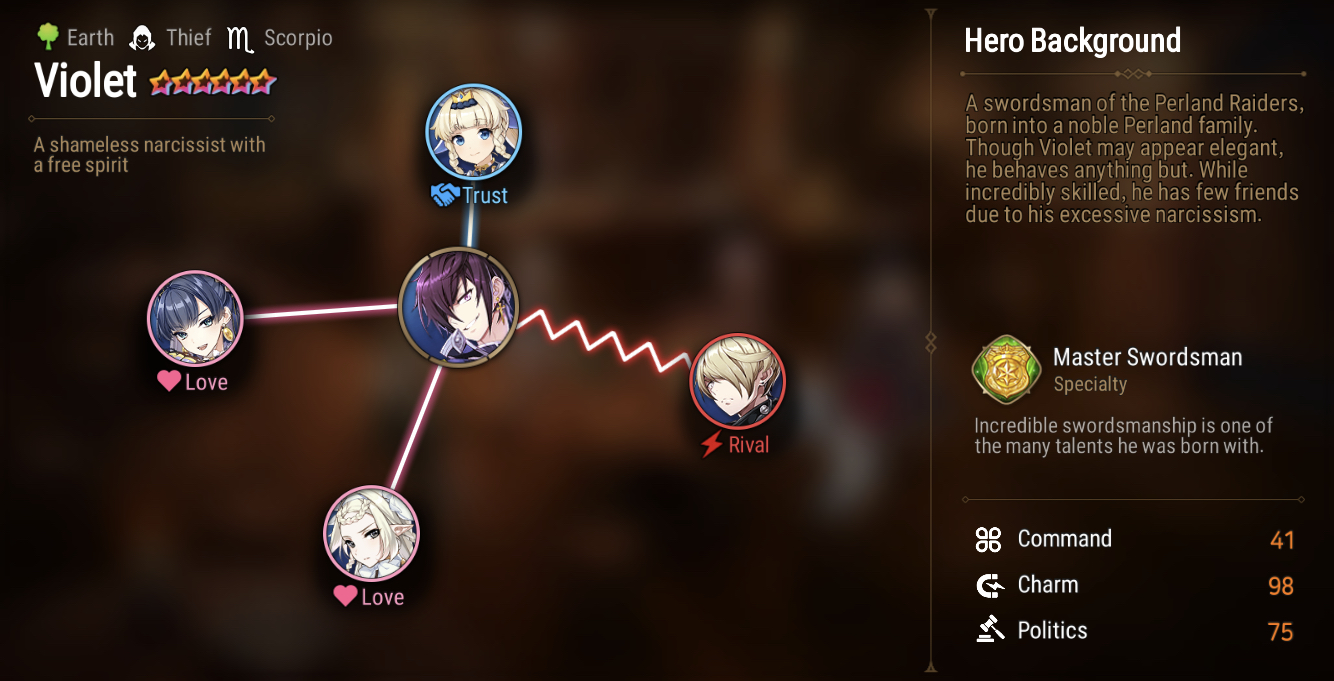 Earth Thief Scorpio
Violet
A shameless narcissist with
a free spirit
Trust
Love
Rival
Love
Hero Background
A swordsman of the Perland Raiders,
born into a noble Perland family.
Though Violet may appear elegant,
he behaves anything but. While
incredibly skilled, he has few friends
due to his excessive narcissism.
Master Swordsman
Specialty
Incredible swordsmanship is one of
the many talents he was born with.
Command 41
Charm 98
Politics 75